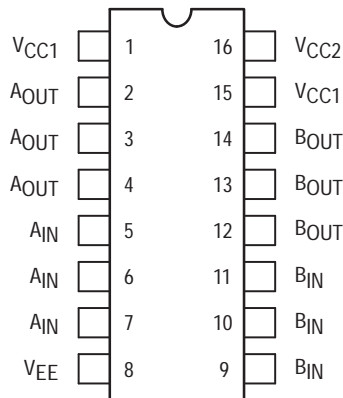 VCC1 1 16 VCC2
AOUT 2 15 VCC1
AOUT 3 14 BOUT
AOUT 4 13 BOUT
AIN 5 12 BOUT
AIN 6 11 BIN
AIN 7 10 BIN
VEE 8 9 BIN